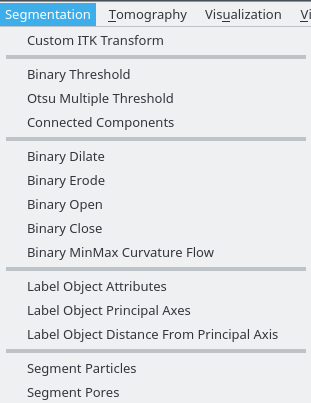 Segmentation Tomography Visualization Vi
Custom ITK Transform
Binary Threshold
Otsu Multiple Threshold
Connected Components
Binary Dilate
Binary Erode
Binary Open
Binary Close
Binary MinMax Curvature Flow
Label Object Attributes
Label Object Principal Axes
Label Object Distance From Principal Axis
Segment Particles
Segment Pores